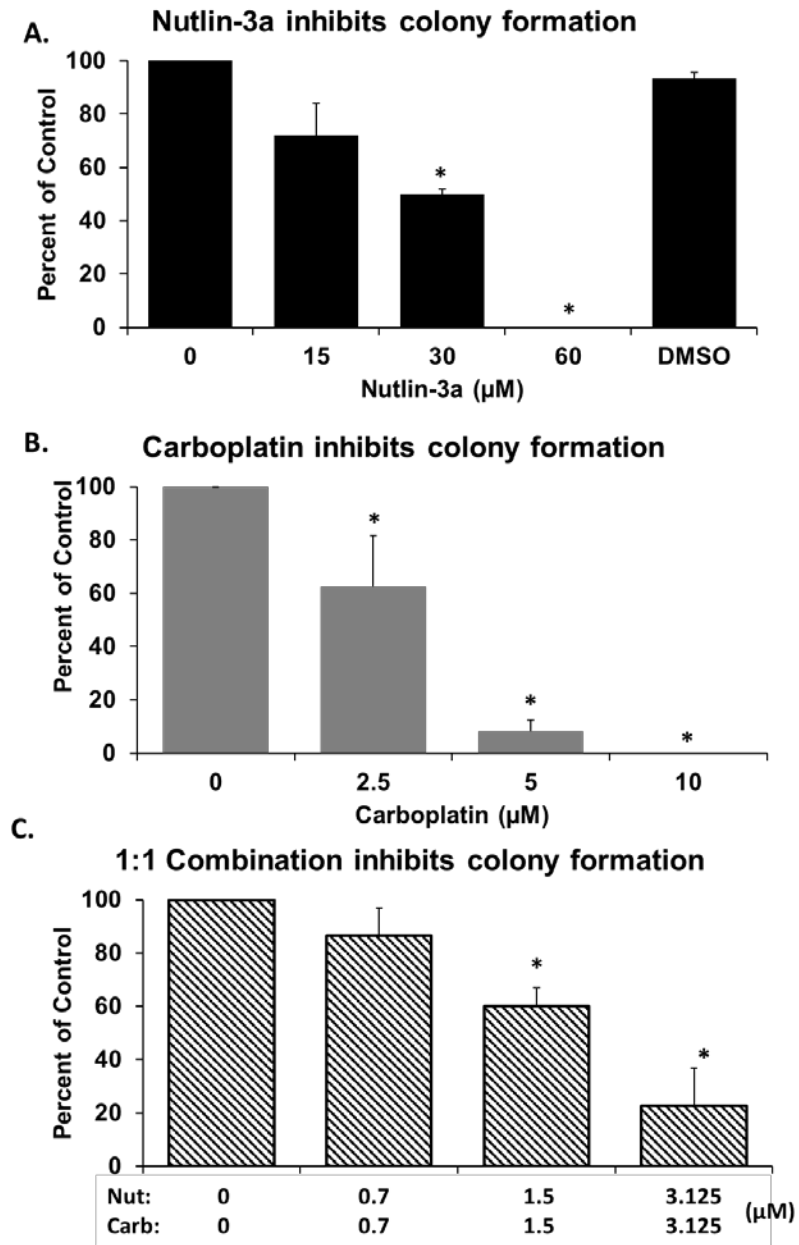 A.
Nutlin-3a inhibits colony formation
Percent of Control
100
80
60
40
20
0
*
*
0 15 30 60 DMSO
Nutlin-3a (µM)
B.
Carboplatin inhibits colony formation
Percent of Control
100
80
60
40
20
0
*
*
*
0 2.5 5 10
Carboplatin (µM)
C.
1:1 Combination inhibits colony formation
Percent of Control
100
80
60
40
20
0
*
*
Nut: 0 0.7 1.5 3.125
Carb: 0 0.7 1.5 3.125
(µM)